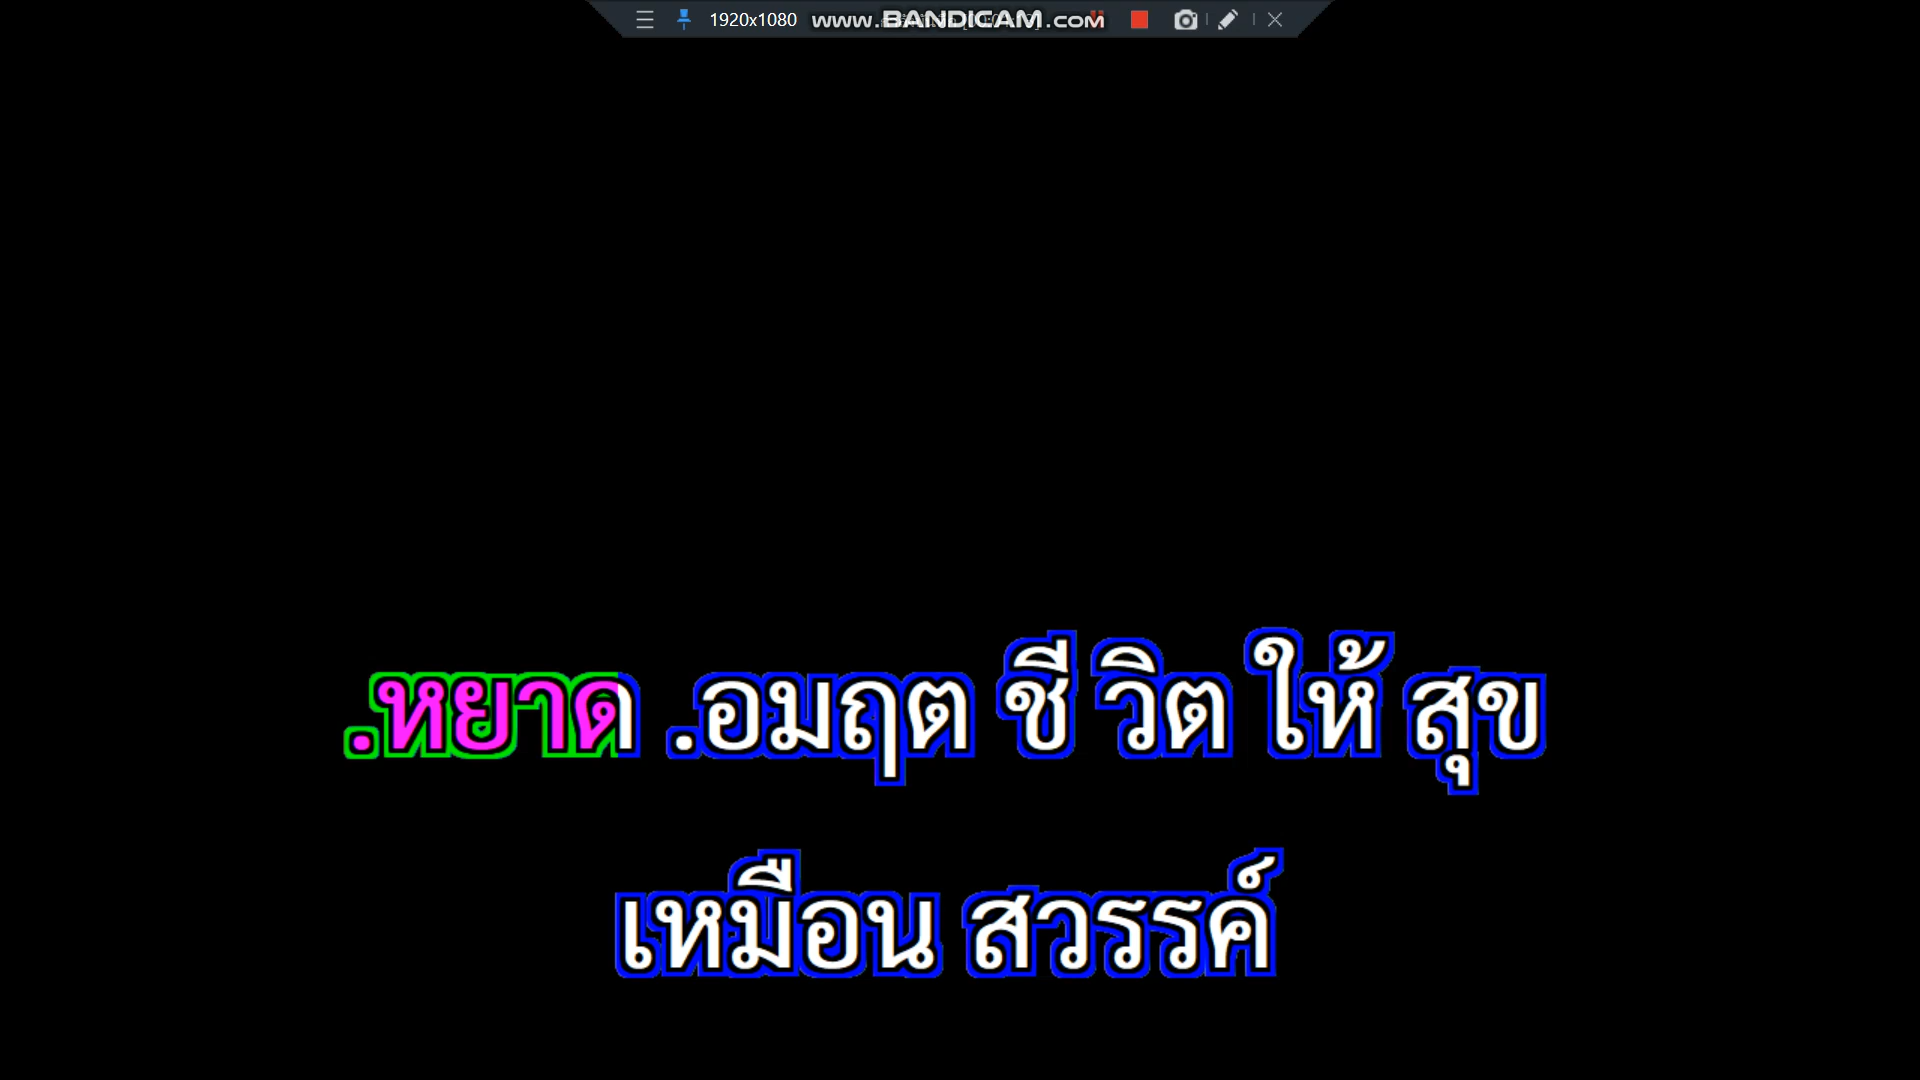 1920x1080 www.BANDICAM.com
.หยาด .อมฤต ชี วิต ให้ สุข
เหมือน สวรรค์